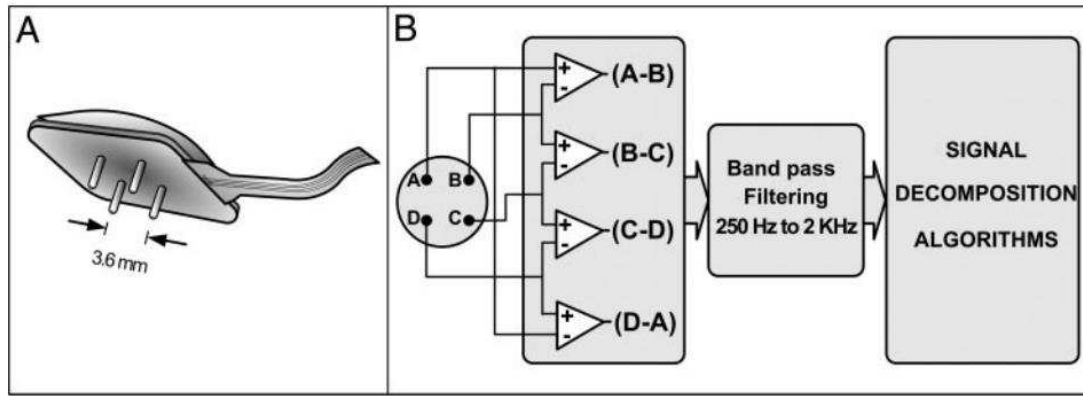 A
3.6 mm
B
A
B
D
C
+
-
(A-B)
+
-
(B-C)
+
-
(C-D)
+
-
(D-A)
Band pass
Filtering
250 Hz to 2 KHz
SIGNAL
DECOMPOSITION
ALGORITHMS